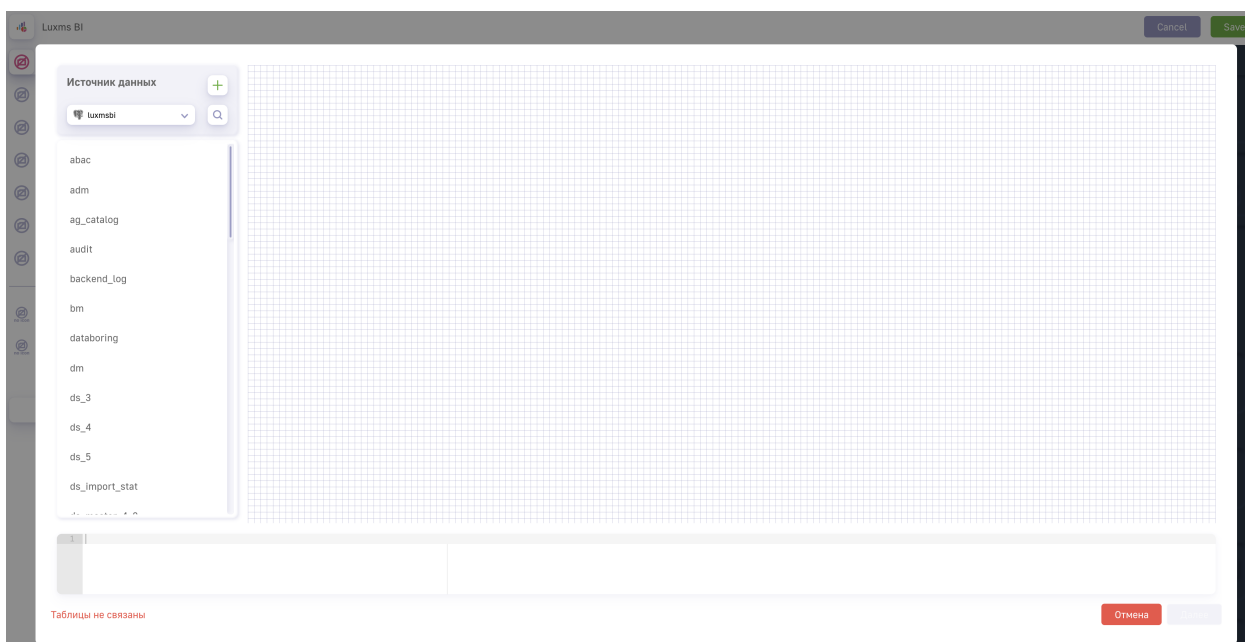 Luxms BI
Cancel
Save
Источник данных
luxmsbi
abac
adm
ag_catalog
audit
backend_log
bm
databoring
dm
ds_3
ds_4
ds_5
ds_import_stat
1
Таблицы не связаны
Отмена